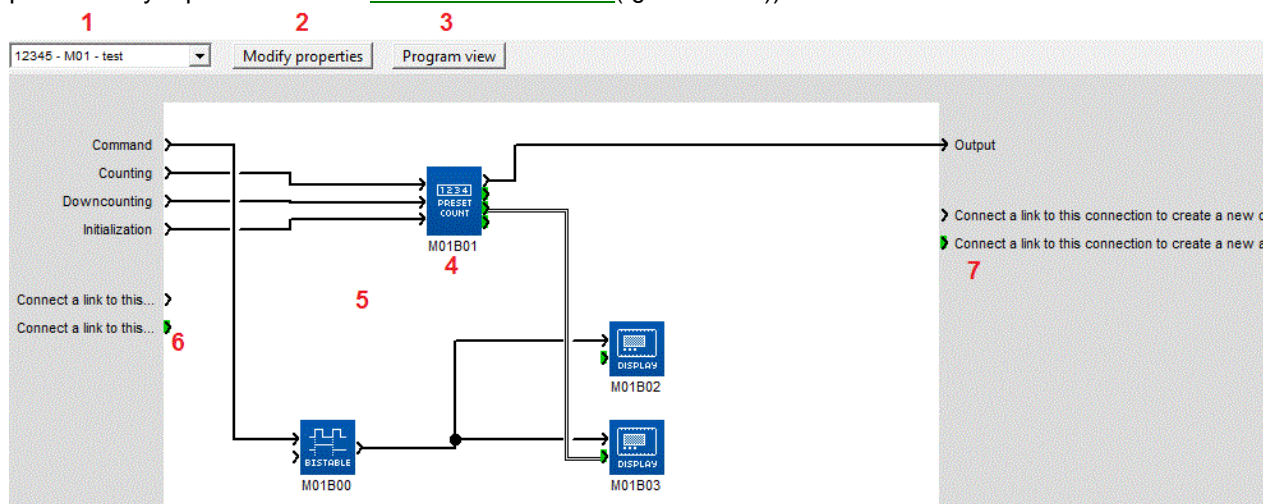 1 2 3
12345 - M01 - test Modify properties Program view
Command
Counting
Downcounting
Initialization
Connect a link to this...
Connect a link to this...
6
1234
PRESET
COUNT
M01B01
4
5
DISPLAY
M01B02
BISTABLE
M01B00
DISPLAY
M01B03
Output
Connect a link to this connection to create a new
Connect a link to this connection to create a new a
7